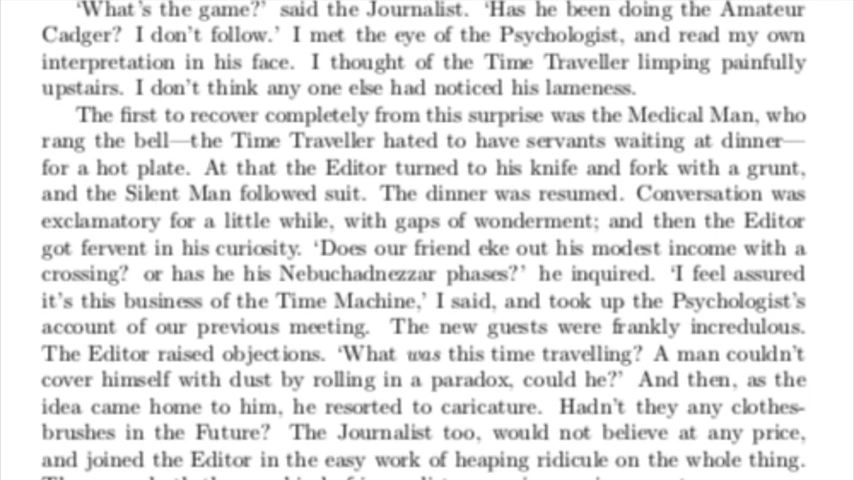 ‘What’s the game?’ said the Journalist. ‘Has he been doing the Amateur
Cadger? I don’t follow.’ I met the eye of the Psychologist, and read my own
interpretation in his face. I thought of the Time Traveller limping painfully
upstairs. I don’t think any one else had noticed his lameness.
The first to recover completely from this surprise was the Medical Man, who
rang the bell—the Time Traveller hated to have servants waiting at dinner—
for a hot plate. At that the Editor turned to his knife and fork with a grunt,
and the Silent Man followed suit. The dinner was resumed. Conversation was
exclamatory for a little while, with gaps of wonderment; and then the Editor
got fervent in his curiosity. ‘Does our friend eke out his modest income with a
crossing? or has he his Nebuchadnezzar phases?’ he inquired. ‘I feel assured
it’s this business of the Time Machine,’ I said, and took up the Psychologist’s
account of our previous meeting. The new guests were frankly incredulous.
The Editor raised objections. ‘What was this time travelling? A man couldn’t
cover himself with dust by rolling in a paradox, could he?’ And then, as the
idea came home to him, he resorted to caricature. Hadn’t they any clothes-
brushes in the Future? The Journalist too, would not believe at any price,
and joined the Editor in the easy work of heaping ridicule on the whole thing.